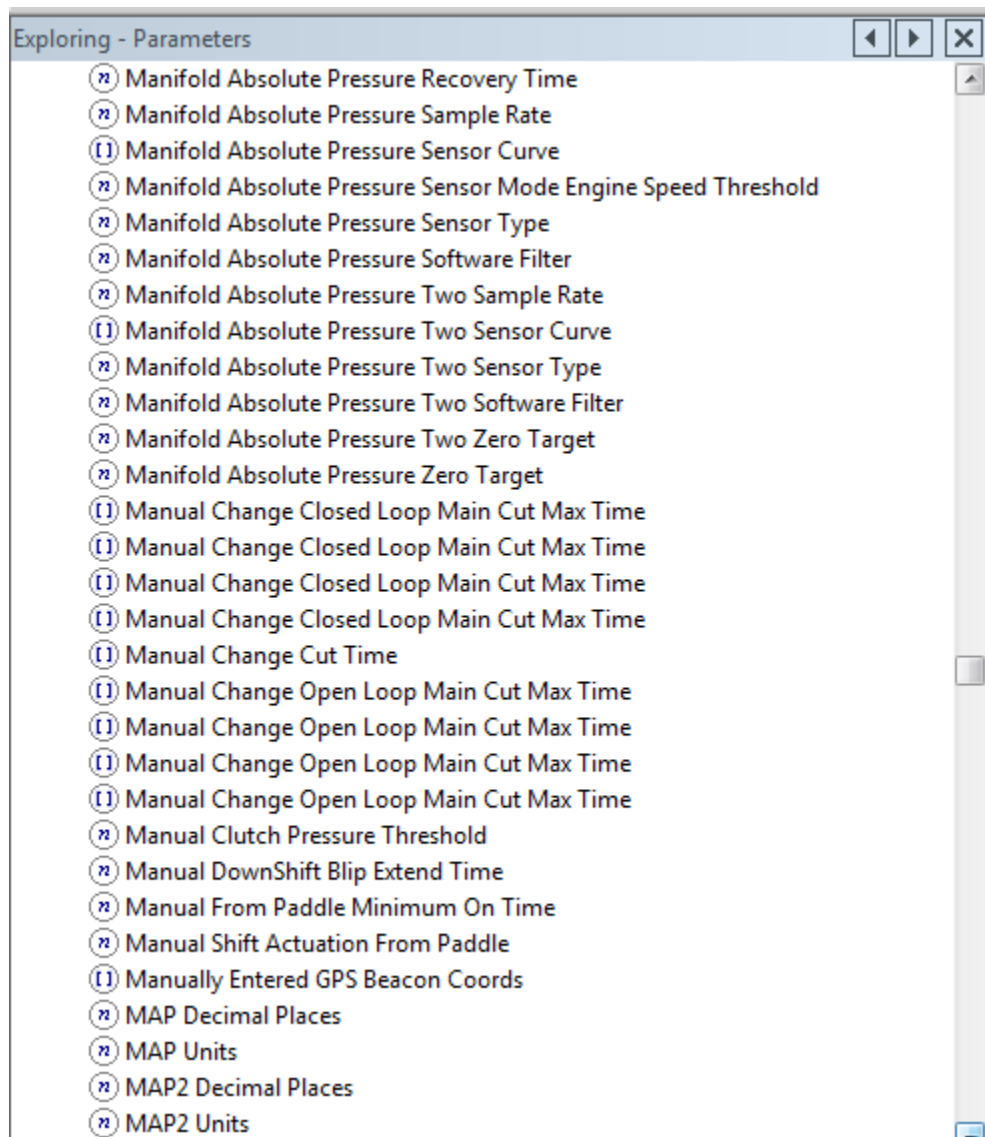 Exploring - Parameters
n Manifold Absolute Pressure Recovery Time
n Manifold Absolute Pressure Sample Rate
[] Manifold Absolute Pressure Sensor Curve
n Manifold Absolute Pressure Sensor Mode Engine Speed Threshold
n Manifold Absolute Pressure Sensor Type
n Manifold Absolute Pressure Software Filter
n Manifold Absolute Pressure Two Sample Rate
[] Manifold Absolute Pressure Two Sensor Curve
n Manifold Absolute Pressure Two Sensor Type
n Manifold Absolute Pressure Two Software Filter
n Manifold Absolute Pressure Two Zero Target
n Manifold Absolute Pressure Zero Target
[] Manual Change Closed Loop Main Cut Max Time
[] Manual Change Closed Loop Main Cut Max Time
[] Manual Change Closed Loop Main Cut Max Time
[] Manual Change Closed Loop Main Cut Max Time
[] Manual Change Cut Time
[] Manual Change Open Loop Main Cut Max Time
[] Manual Change Open Loop Main Cut Max Time
[] Manual Change Open Loop Main Cut Max Time
[] Manual Change Open Loop Main Cut Max Time
n Manual Clutch Pressure Threshold
n Manual DownShift Blip Extend Time
n Manual From Paddle Minimum On Time
n Manual Shift Actuation From Paddle
[] Manually Entered GPS Beacon Coords
n MAP Decimal Places
n MAP Units
n MAP2 Decimal Places
n MAP2 Units